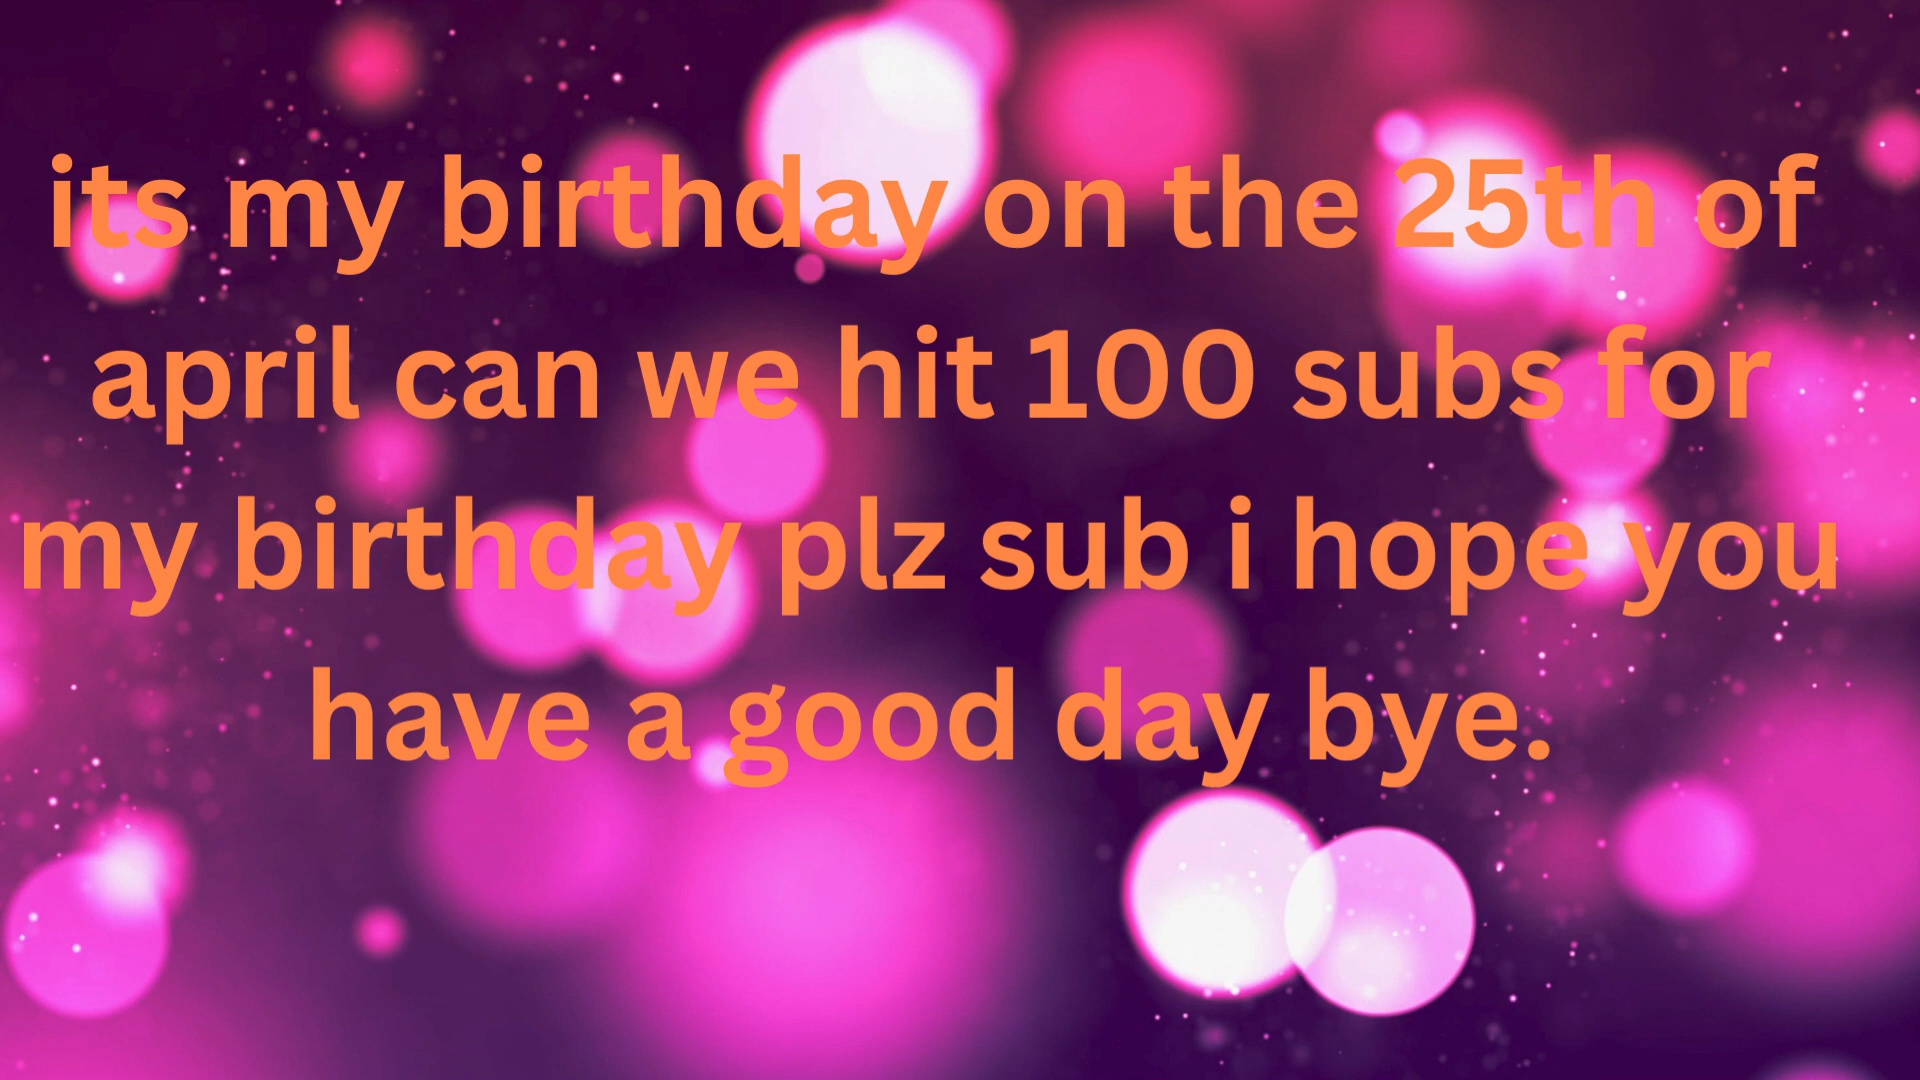 its my birthday on the 25th of
april can we hit 100 subs for
my birthday plz sub i hope you
have a good day bye.